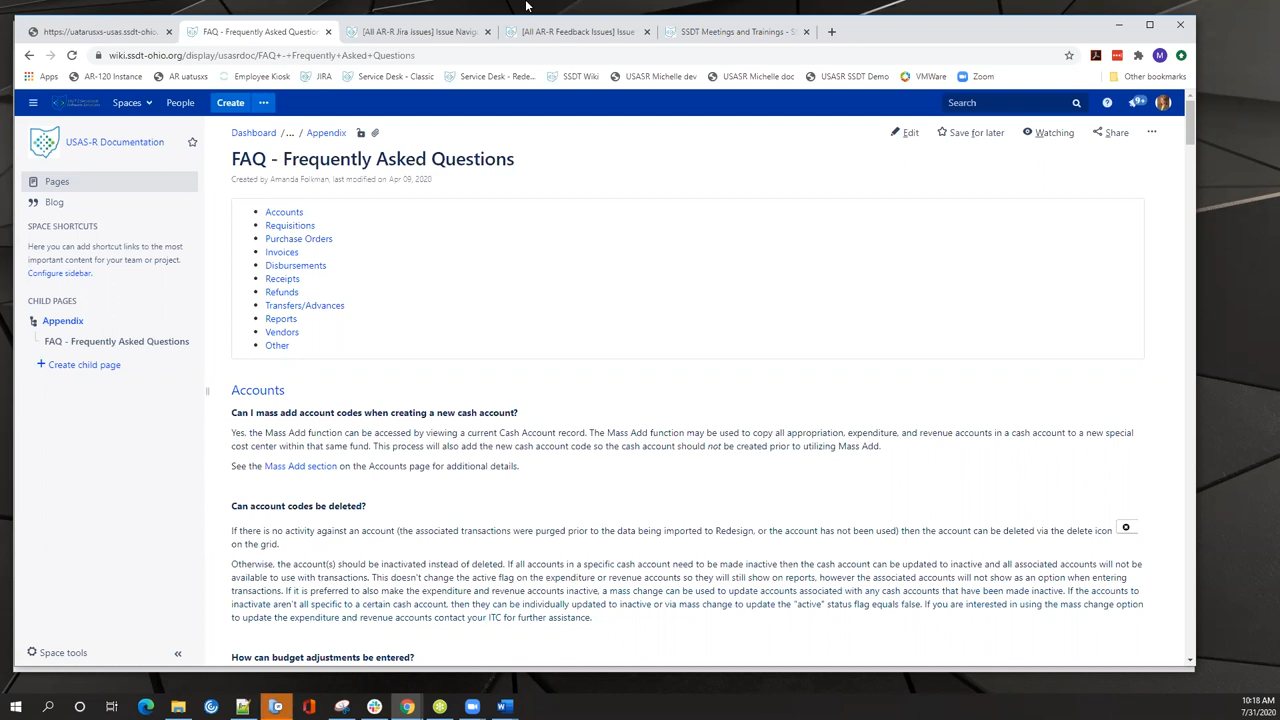 https://uatarusxs-usas.ssdt-ohio.
FAQ - Frequently Asked Question
[All AR-R Jira Issues] Issue Naviga
[All AR-R Feedback Issues] Issue
SSDT Meetings and Trainings - S
wiki.ssdt-ohio.org/display/usasrdoc/FAQ+-+Frequently+Asked+Questions
Apps
AR-120 Instance
AR uatusxs
Employee Kiosk
JIRA
Service Desk - Classic
Service Desk - Rede...
SSDT Wiki
USASR Michelle dev
USASR Michelle doc
USASR SSDT Demo
VMWare
Zoom
Other bookmarks
Spaces
People
Create
Search
9+
USAS-R Documentation
Pages
Blog
SPACE SHORTCUTS
Here you can add shortcut links to the most
important content for your team or project.
Configure sidebar.
CHILD PAGES
Appendix
FAQ - Frequently Asked Questions
+ Create child page
Space tools
Dashboard /... / Appendix
Edit
Save for later
Watching
Share
FAQ - Frequently Asked Questions
Created by Amanda Folkman, last modified on Apr 09, 2020
• Accounts
• Requisitions
• Purchase Orders
• Invoices
• Disbursements
• Receipts
• Refunds
• Transfers/Advances
• Reports
• Vendors
• Other
Accounts
Can I mass add account codes when creating a new cash account?
Yes, the Mass Add function can be accessed by viewing a current Cash Account record. The Mass Add function may be used to copy all appropriation, expenditure, and revenue accounts in a cash account to a new special
cost center within that same fund. This process will also add the new cash account code so the cash account should not be created prior to utilizing Mass Add.
See the Mass Add section on the Accounts page for additional details.
Can account codes be deleted?
If there is no activity against an account (the associated transactions were purged prior to the data being imported to Redesign, or the account has not been used) then the account can be deleted via the delete icon
on the grid.
Otherwise, the account(s) should be inactivated instead of deleted. If all accounts in a specific cash account need to be made inactive then the cash account can be updated to inactive and all associated accounts will not be
available to use with transactions. This doesn't change the active flag on the expenditure or revenue accounts so they will still show on reports, however the associated accounts will not show as an option when entering
transactions. If it is preferred to also make the expenditure and revenue accounts inactive, a mass change can be used to update accounts associated with any cash accounts that have been made inactive. If the accounts to
inactivate aren't all specific to a certain cash account, then they can be individually updated to inactive or via mass change to update the "active" status flag equals false. If you are interested in using the mass change option
to update the expenditure and revenue accounts contact your ITC for further assistance.
How can budget adjustments be entered?
10:18 AM
7/31/2020